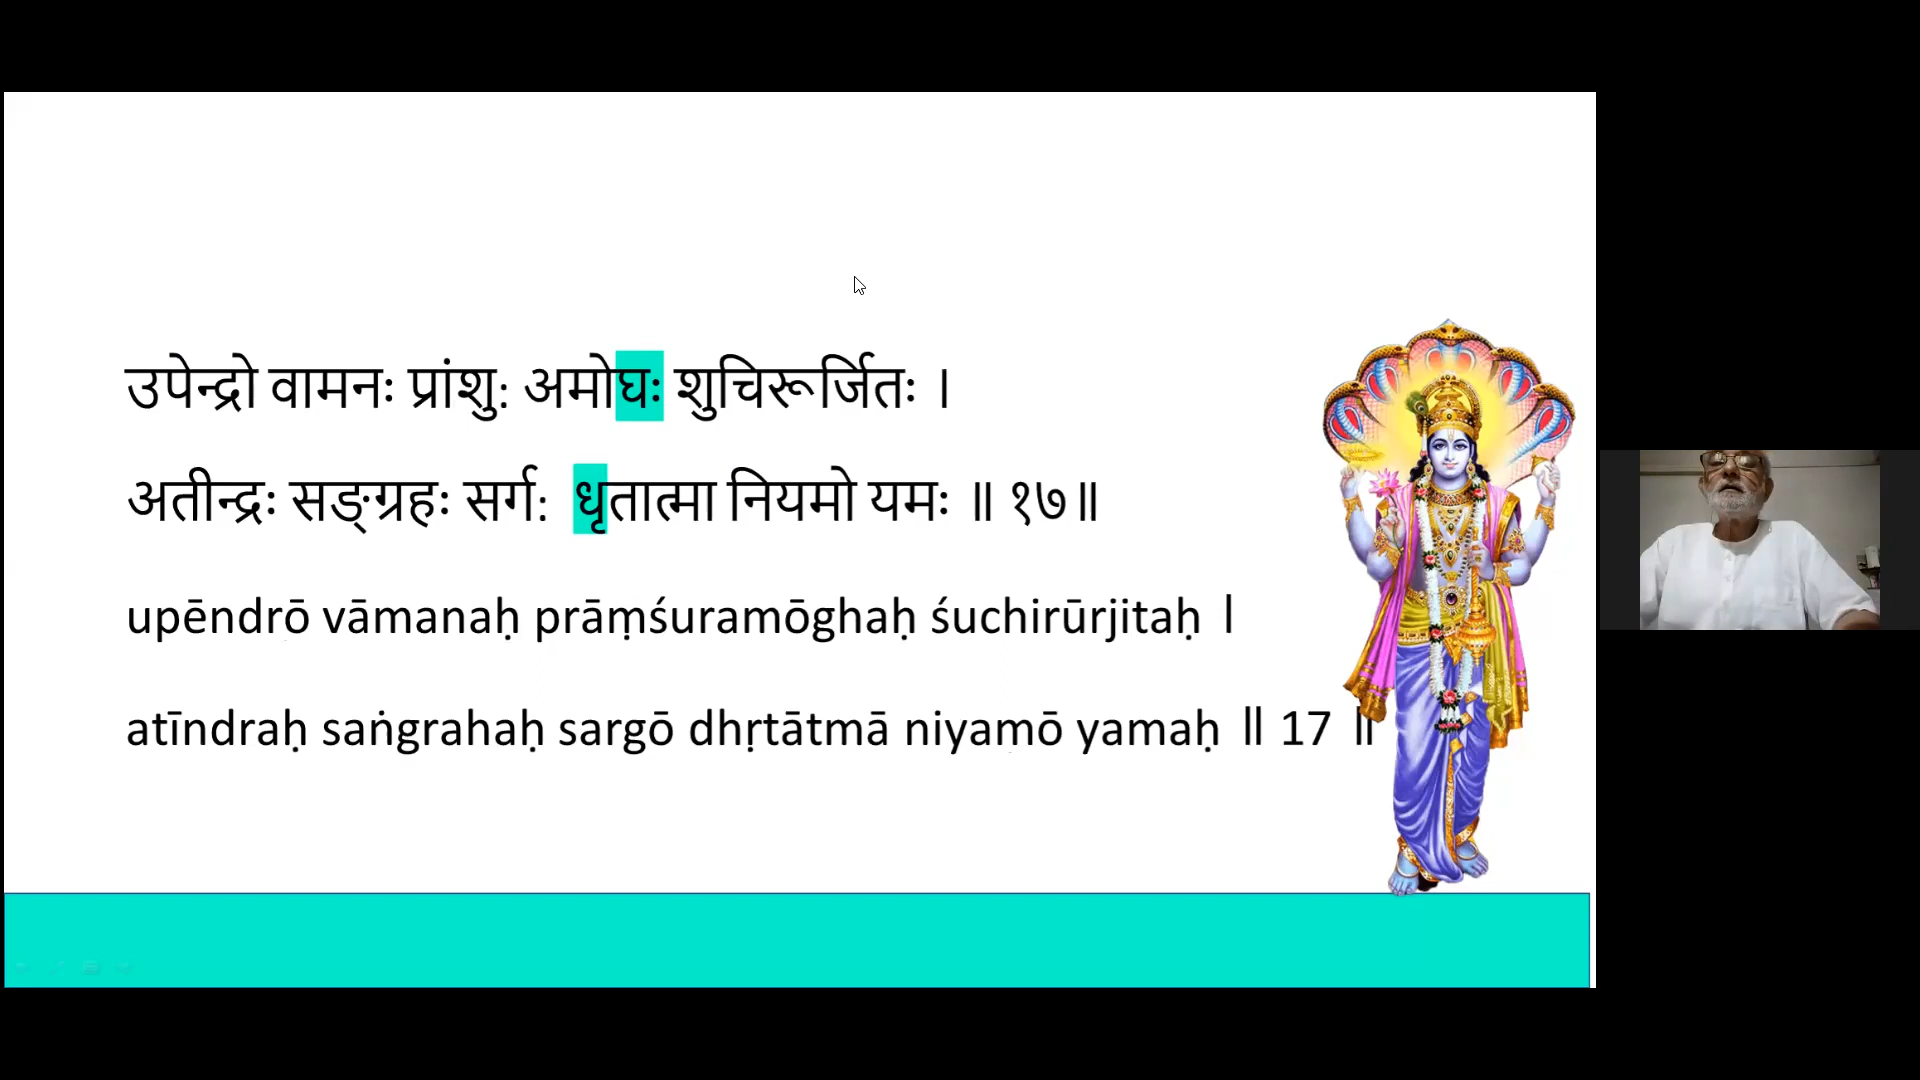 उपेन्द्रो वामनः प्रांशु: अमोघः शुचिरूर्जितः ।
अतीन्द्रः सङ्ग्रहः सर्ग: धृतात्मा नियमो यमः ॥ १७॥
upēndrō vāmanaḥ prāṃśuramōghaḥ śuchirūrjitaḥ ।
atīndraḥ saṅgrahaḥ sargō dhṛtātmā niyamō yamaḥ ॥ 17 ॥